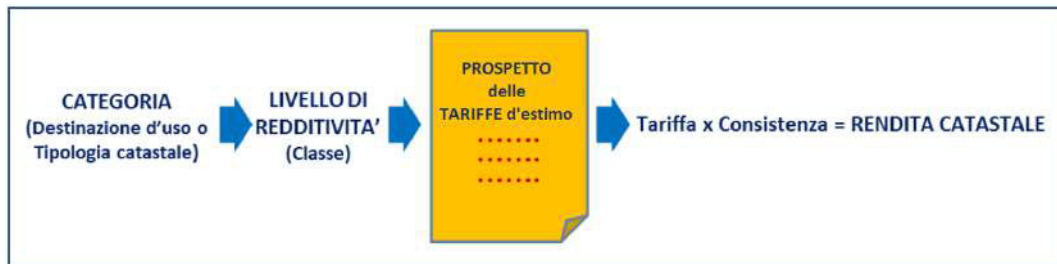 CATEGORIA
(Destinazione d'uso o
Tipologia catastale)
LIVELLO DI
REDDITIVITA'
(Classe)
PROSPETTO
delle
TARIFFE d'estimo
Tariffa x Consistenza = RENDITA CATASTALE